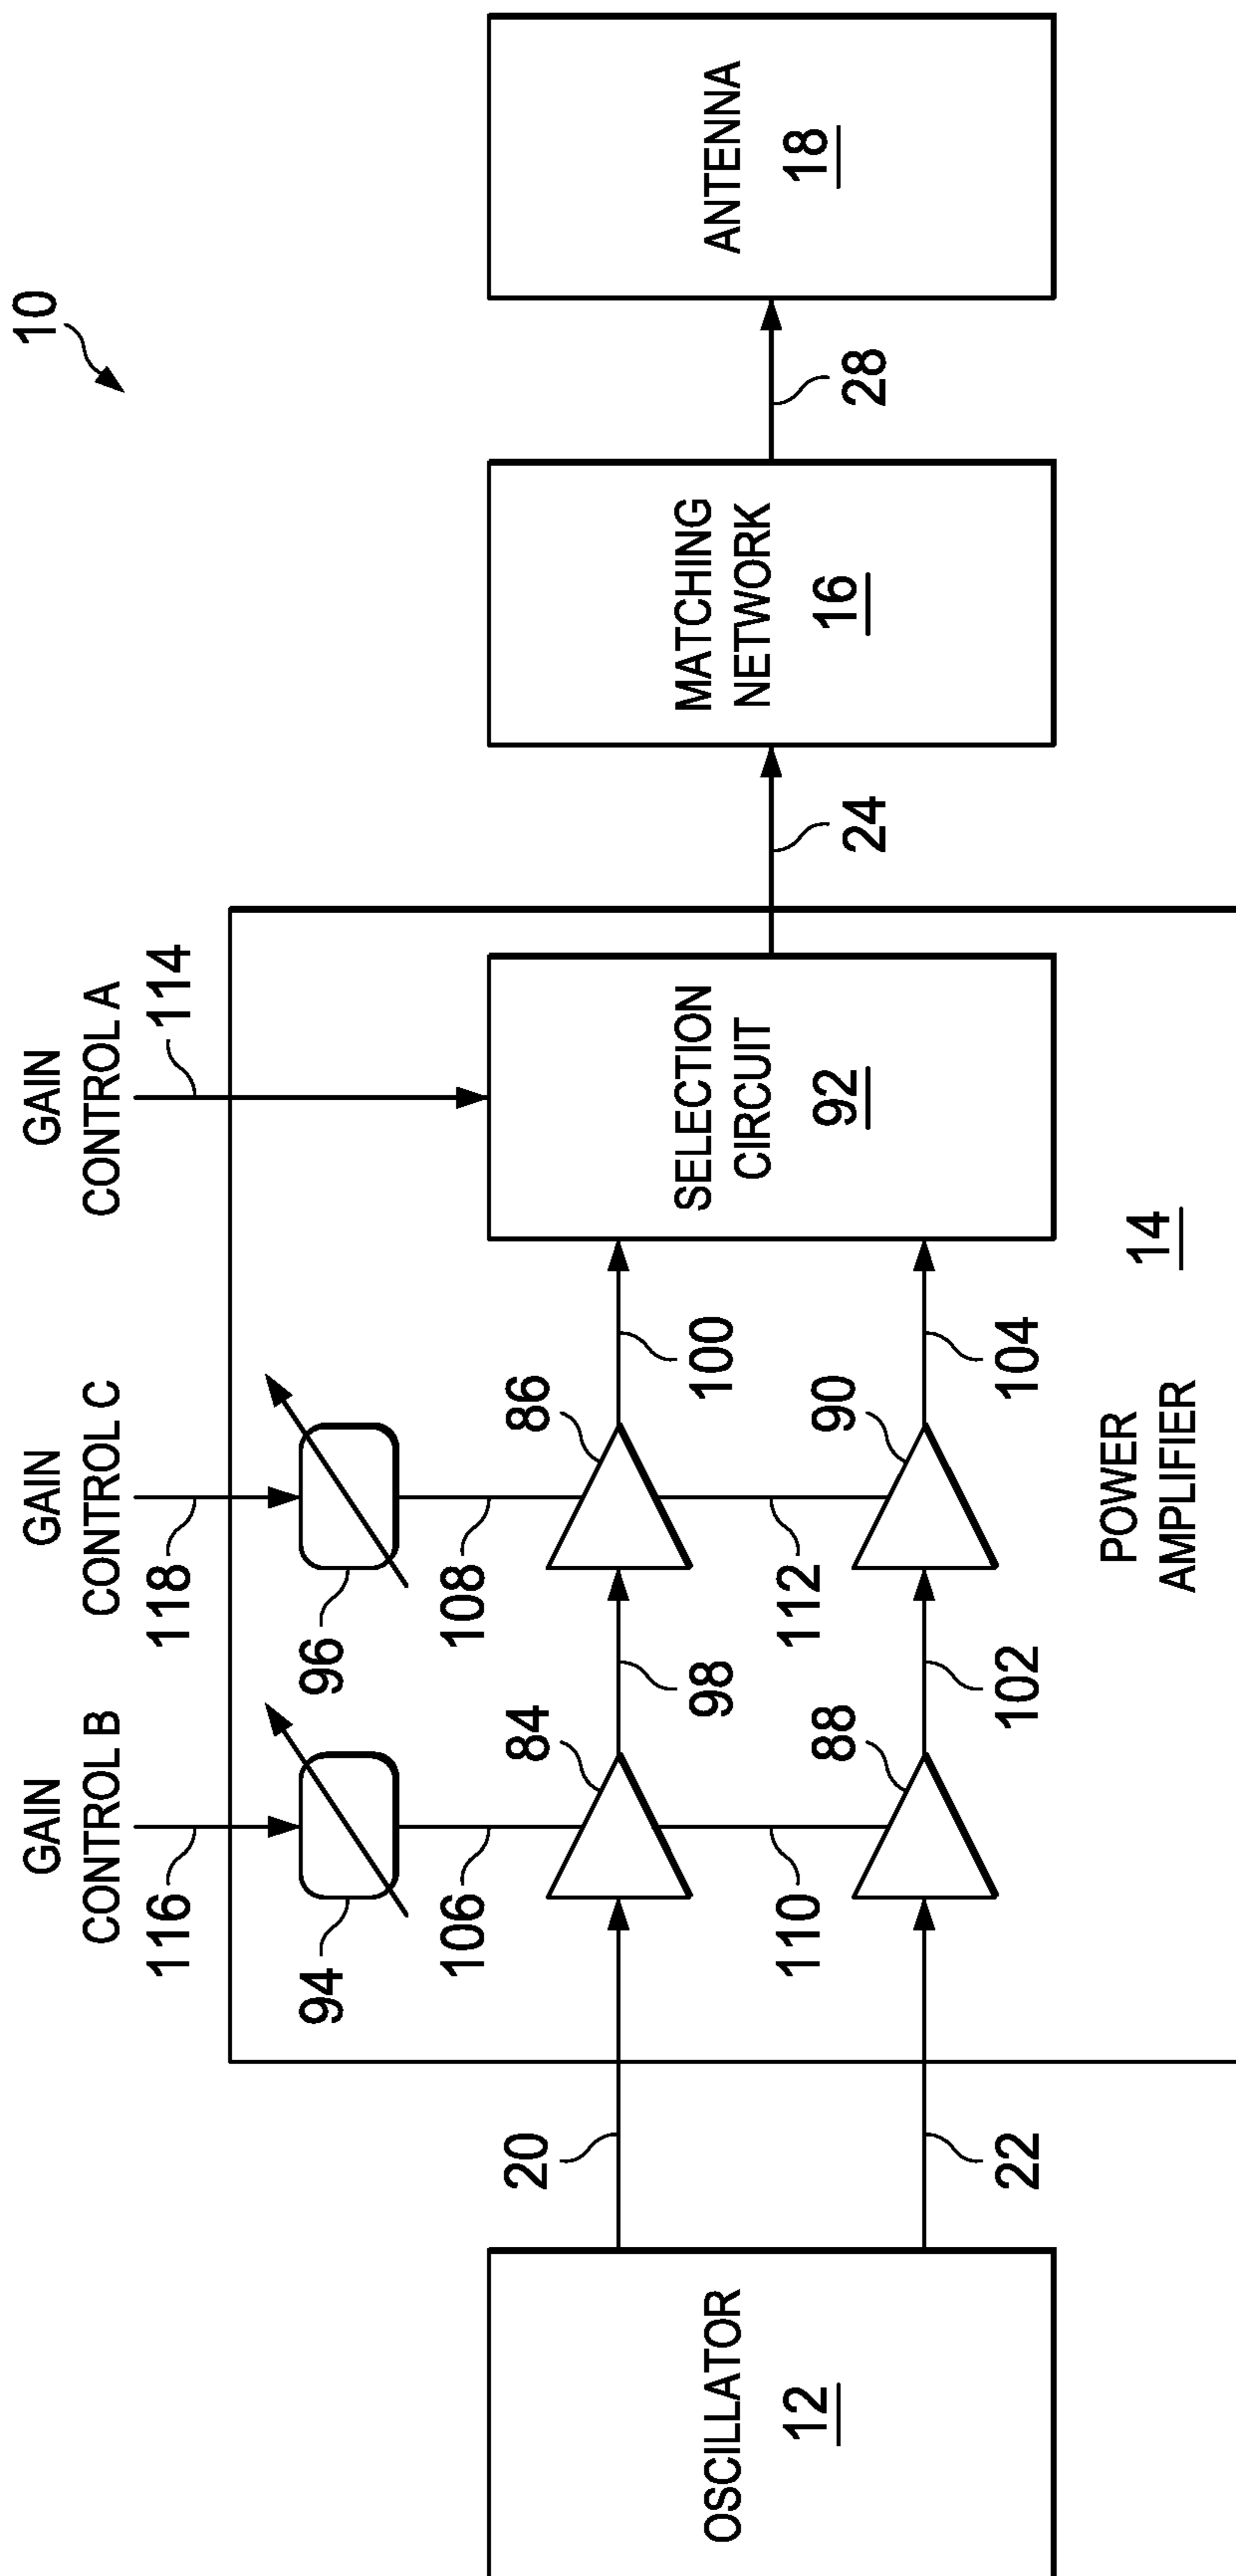 10
GAIN
CONTROL B
GAIN
CONTROL C
GAIN
CONTROL A
116
118
114
94
96
106
108
20
84
86
98
100
OSCILLATOR
12
SELECTION
CIRCUIT
92
24
MATCHING
NETWORK
16
28
ANTENNA
18
110
112
88
90
22
102
104
POWER
AMPLIFIER
14